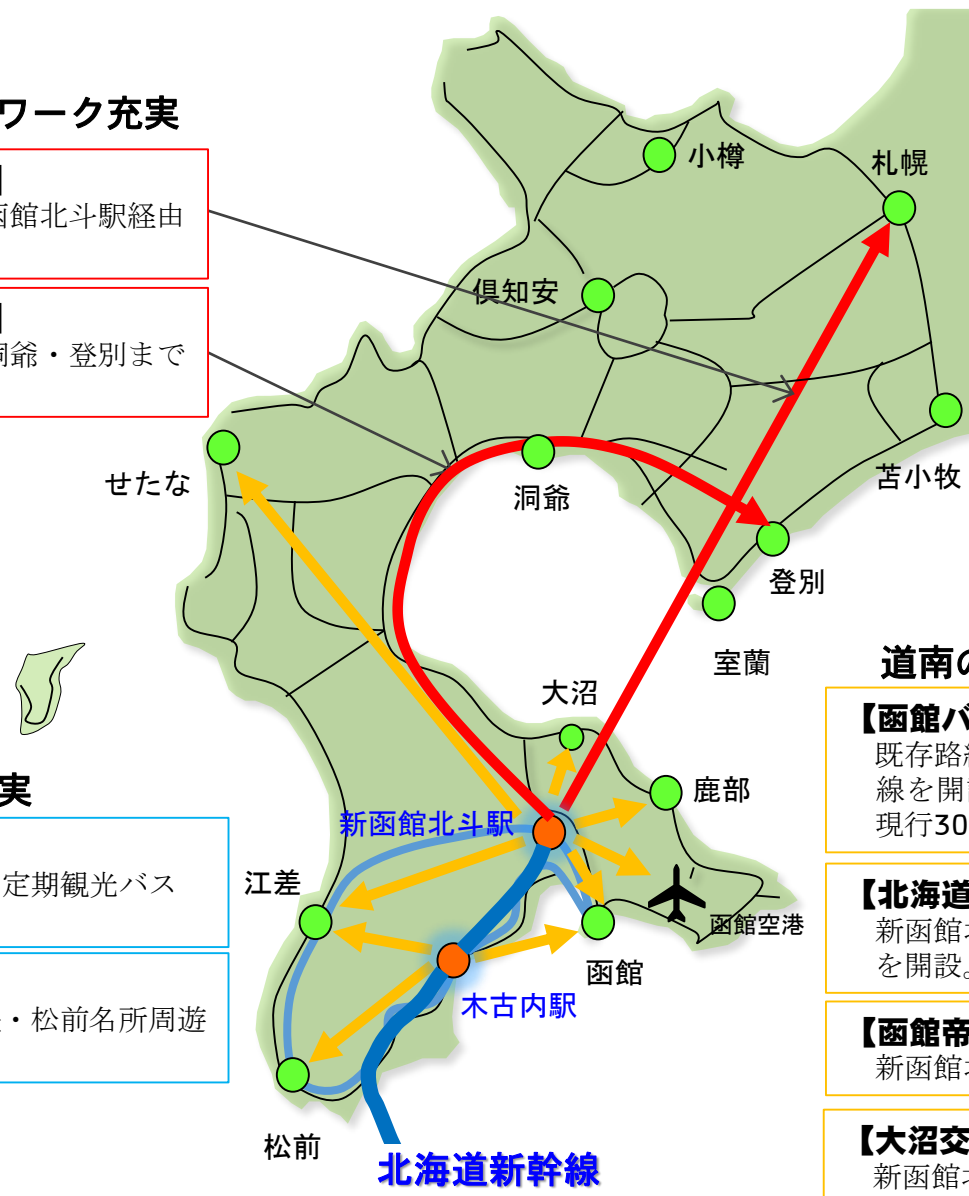 ワーク充実
函館北斗駅経由
洞爺・登別まで
小樽
札幌
倶知安
せたな
洞爺
苫小牧
登別
室蘭
大沼
鹿部
新函館北斗駅
江差
函館空港
函館
木古内駅
松前
北海道新幹線
実
定期観光バス
・松前名所周遊
道南の
【函館バ
既存路
線を開
現行30
【北海道
新函館
を開設。
【函館帝
新函館
【大沼交
新函館